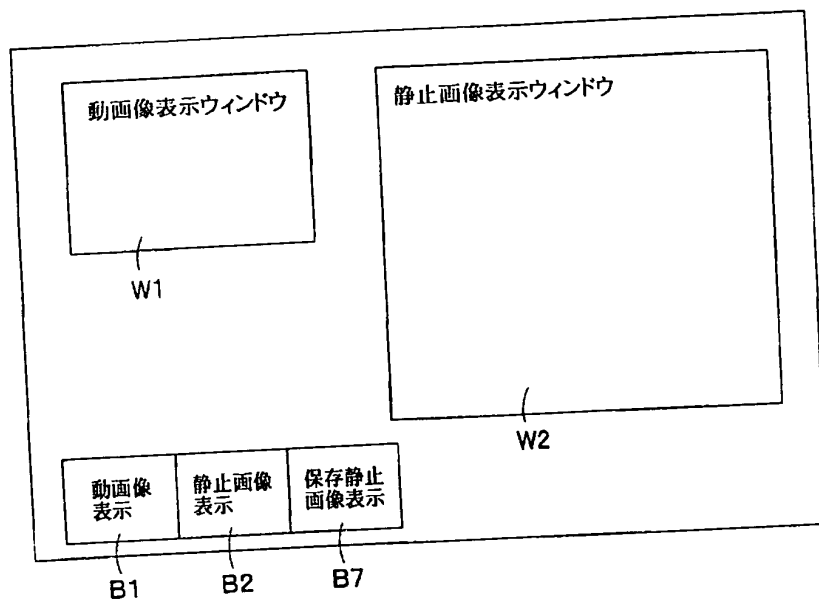 動画像表示ウィンドウ
静止画像表示ウィンドウ
W1
W2
動画像
表示
静止画像
表示
保存静止
画像表示
B1
B2
B7